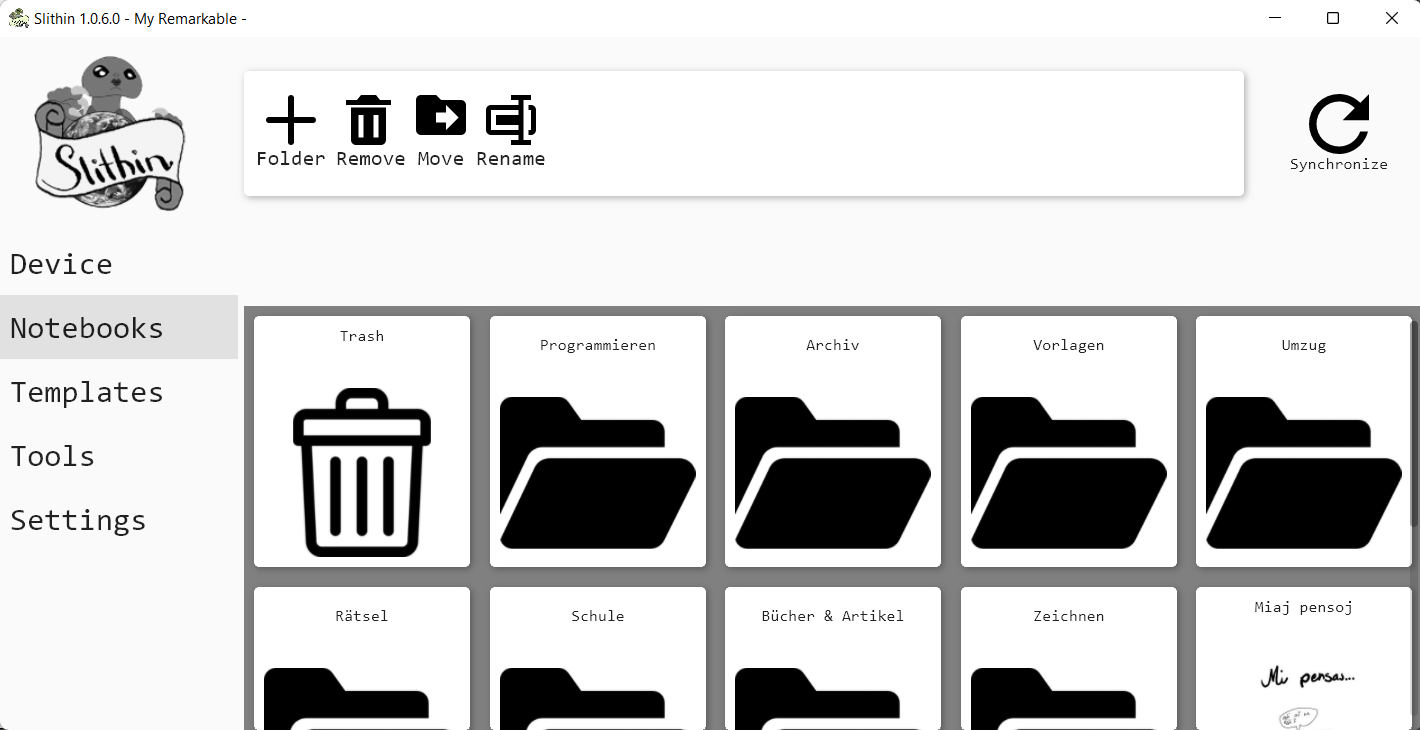 Slithin 1.0.6.0 - My Remarkable -
Slithin
Folder Remove Move Rename
Synchronize
Device
Notebooks
Templates
Tools
Settings
Trash
Programmieren
Archiv
Vorlagen
Umzug
Rätsel
Schule
Bücher & Artikel
Zeichnen
Miaj pensoj
Mi pensas...